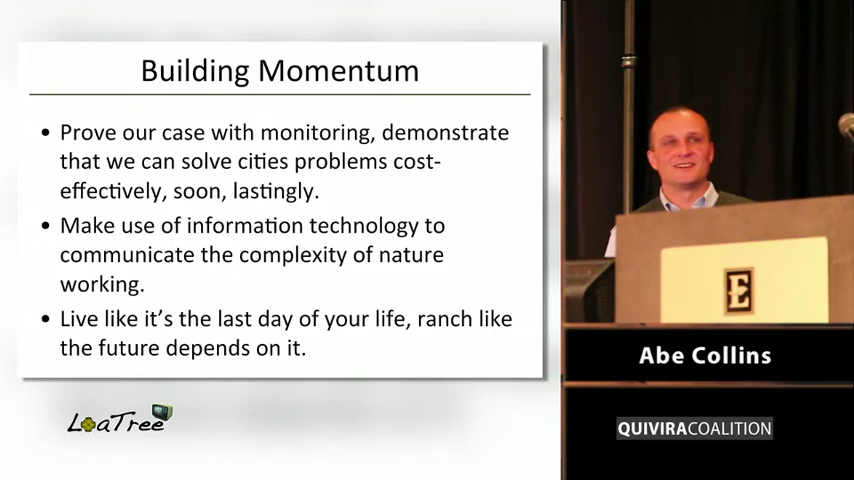 Building Momentum
• Prove our case with monitoring, demonstrate
that we can solve cities problems cost-
effectively, soon, lastingly.
• Make use of information technology to
communicate the complexity of nature
working.
• Live like it's the last day of your life, ranch like
the future depends on it.
LoaTree
E
Abe Collins
QUIVIRACOALITION